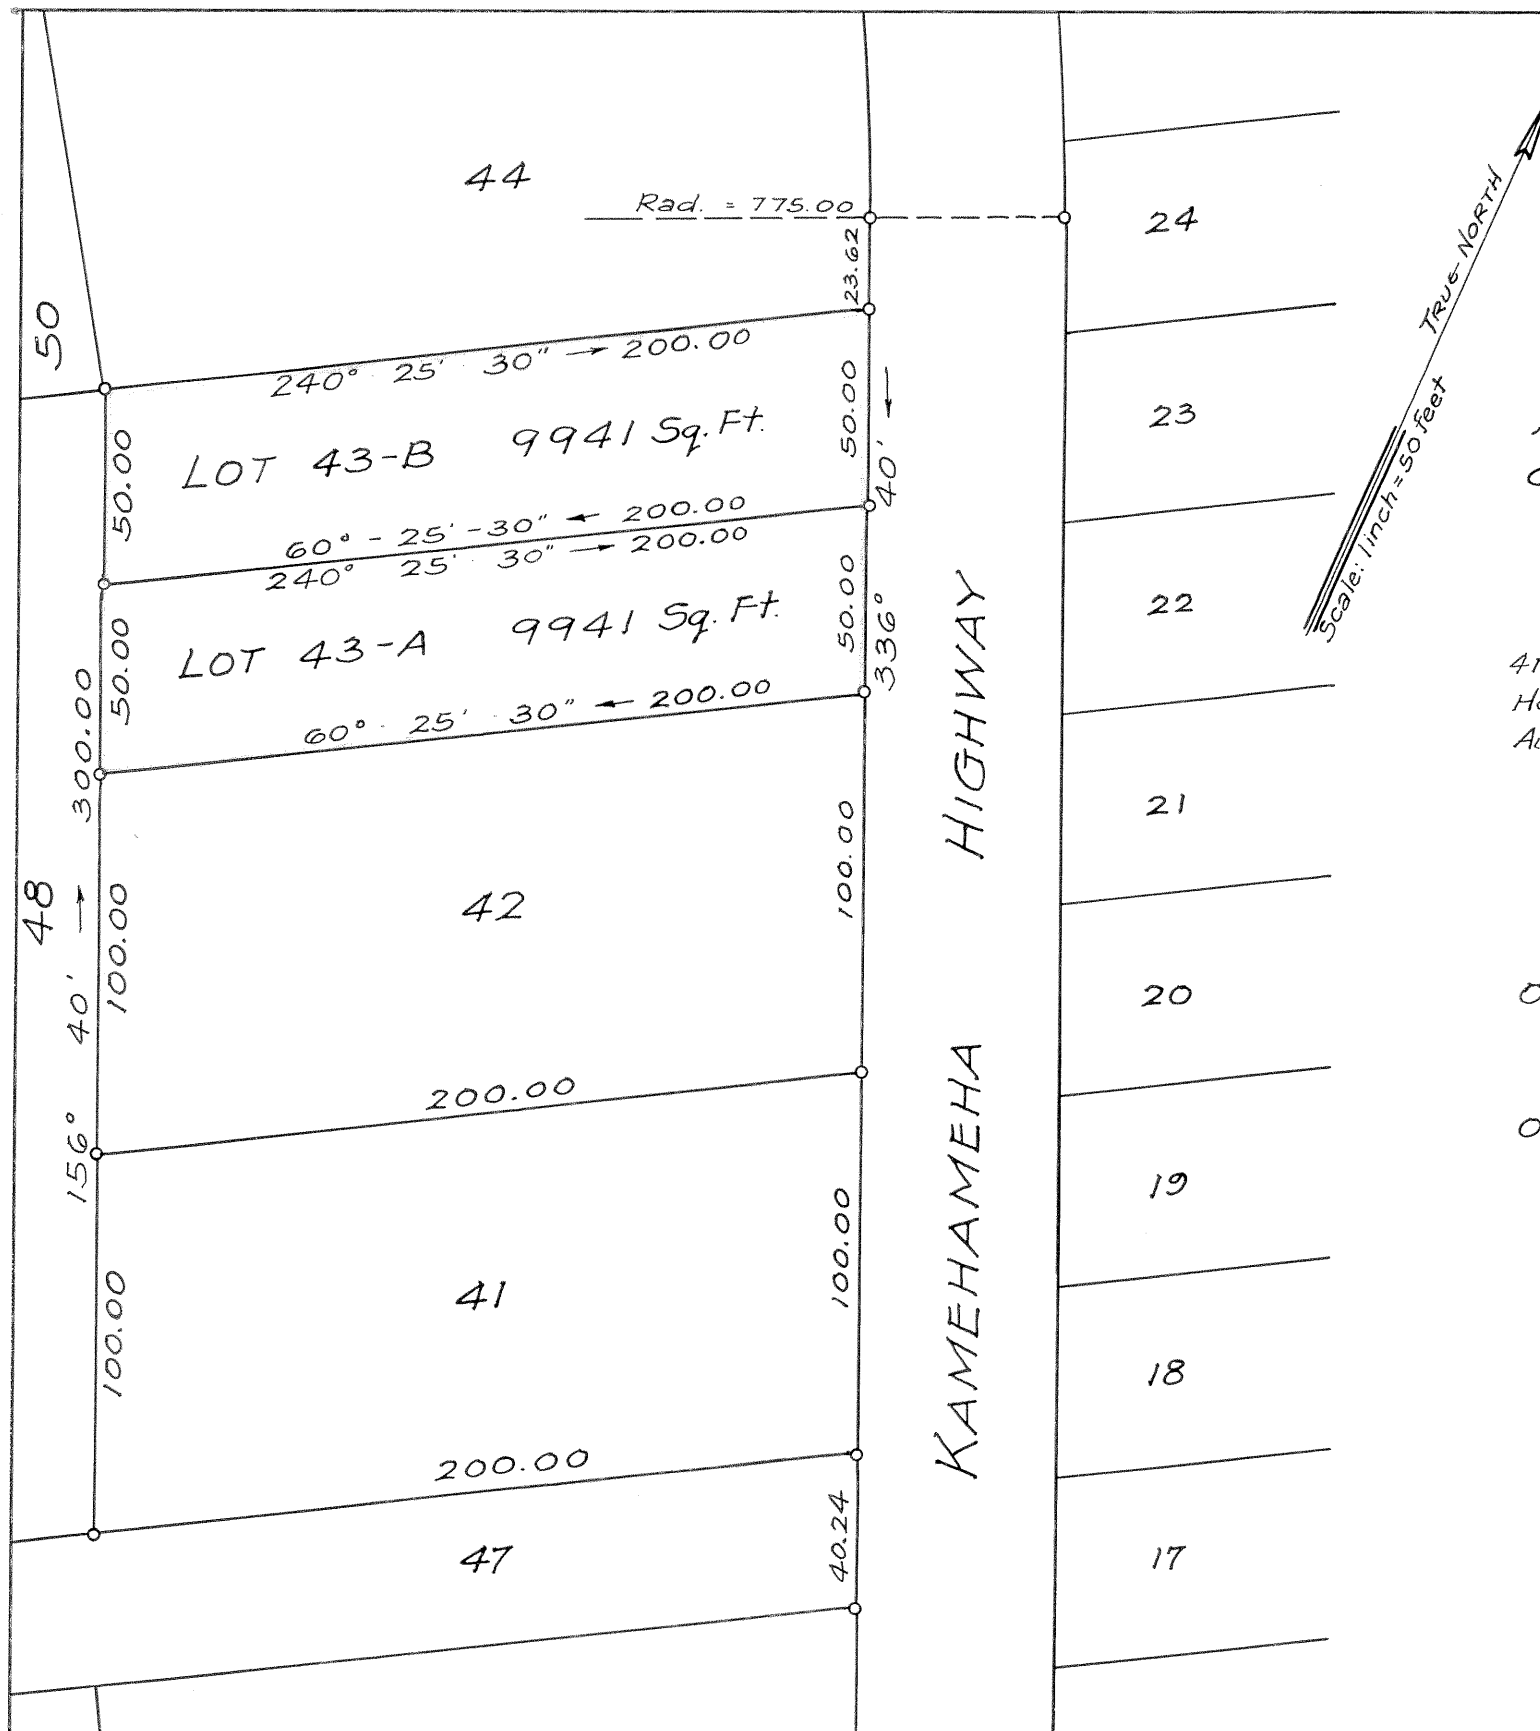 44
Rad. = 775.00
23.62
50
240° 25' 30" → 200.00
LOT 43-B 9941 Sq. Ft.
50.00
50.00
60° - 25' - 30" ← 200.00
240° 25' 30" → 200.00
LOT 43-A 9941 Sq. Ft.
50.00
50.00
60° 25' 30" ← 200.00
336° 40' →
156° 40' → 300.00
48
100.00
42
100.00
200.00
100.00
41
100.00
200.00
47
40.24
KAMEHAMEHA HIGHWAY
24
23
22
21
20
19
18
17
TRUE NORTH
Scale: 1inch = 50 feet